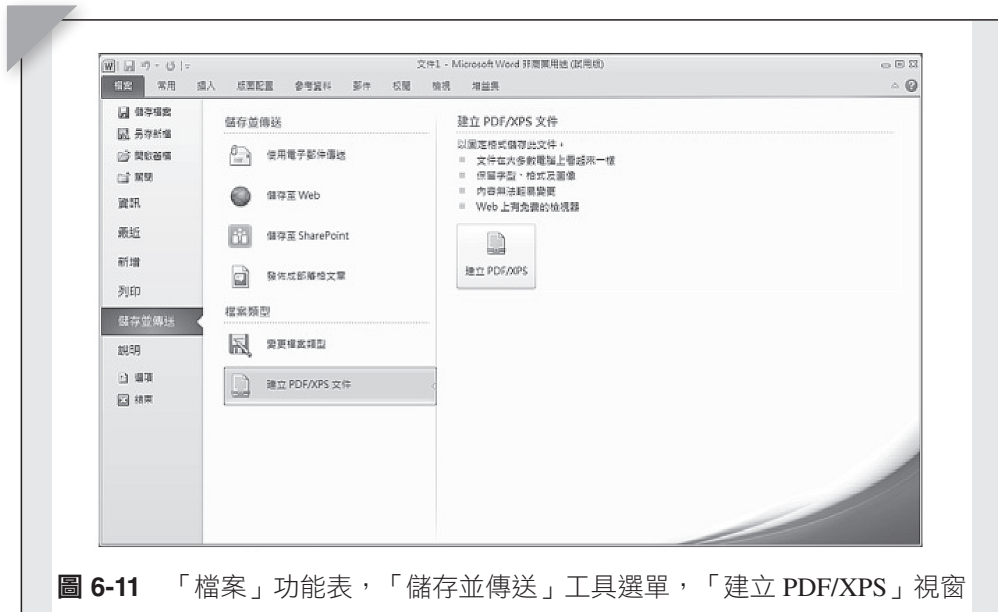 文件1 - Microsoft Word 非商業用途 (試用版)
檔案 常用 插入 版面配置 參考資料 郵件 校閱 檢視 增益集
儲存檔案
另存新檔
開啟舊檔
關閉
資訊
最近
新增
列印
儲存並傳送
說明
選項
結束
儲存並傳送
使用電子郵件傳送
儲存至 Web
儲存至 SharePoint
發佈成部落格文章
檔案類型
變更檔案類型
建立 PDF/XPS 文件
建立 PDF/XPS 文件
以固定格式儲存此文件。
文件在大多數電腦上看起來一樣
保留字型、格式及圖像
內容無法輕易變更
Web 上有免費的檢視器
建立 PDF/XPS
圖 6-11 「檔案」功能表，「儲存並傳送」工具選單，「建立 PDF/XPS」視窗